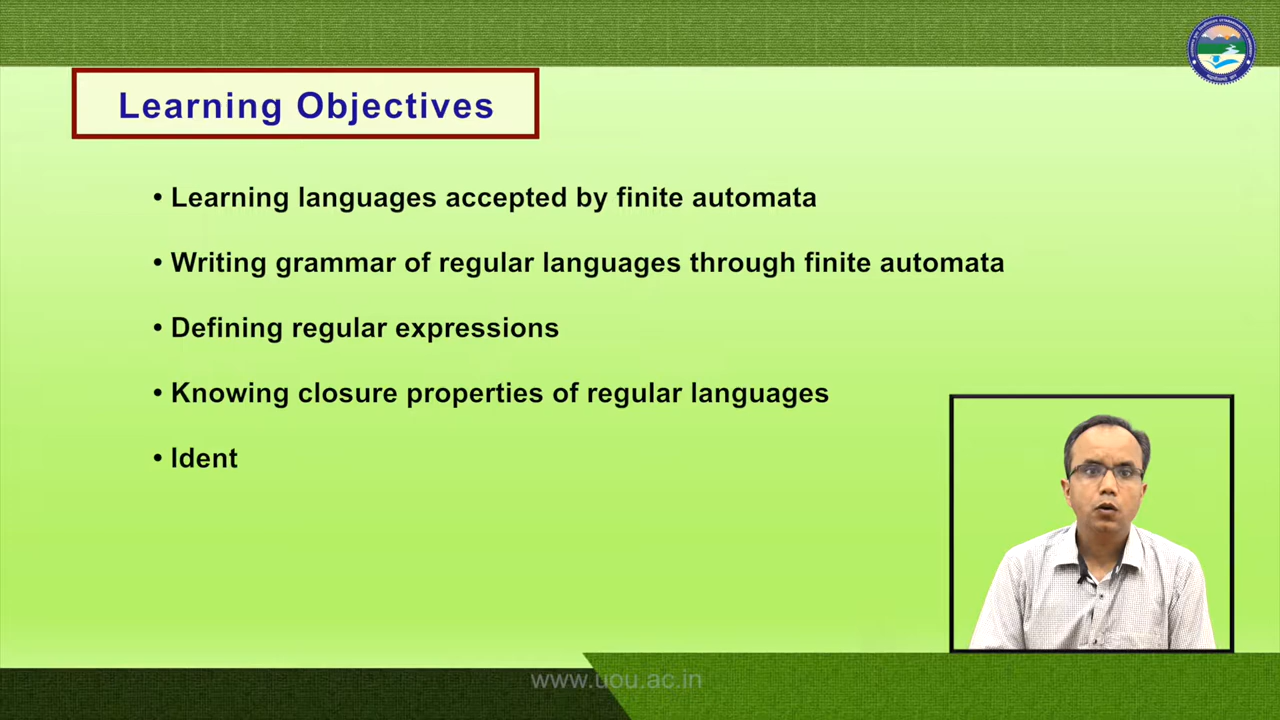 Learning Objectives
• Learning languages accepted by finite automata
• Writing grammar of regular languages through finite automata
• Defining regular expressions
• Knowing closure properties of regular languages
• Ident
www.uou.ac.in